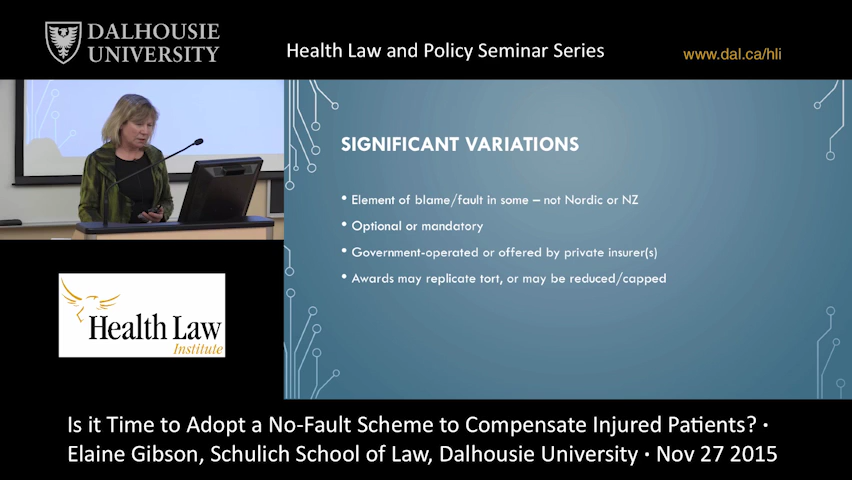 DALHOUSIE
UNIVERSITY
Health Law and Policy Seminar Series
www.dal.ca/hli
SIGNIFICANT VARIATIONS
• Element of blame/fault in some – not Nordic or NZ
• Optional or mandatory
• Government-operated or offered by private insurer(s)
• Awards may replicate tort, or may be reduced/capped
Health Law
Institute
Is it Time to Adopt a No-Fault Scheme to Compensate Injured Patients? ·
Elaine Gibson, Schulich School of Law, Dalhousie University · Nov 27 2015